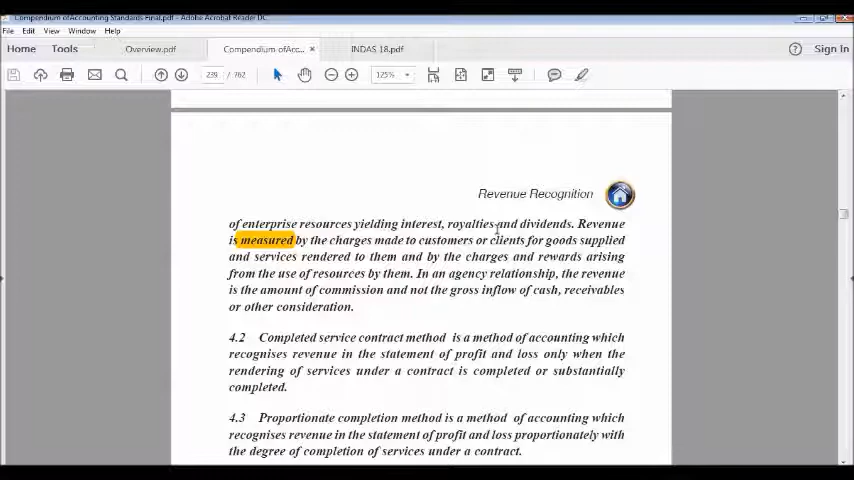 Compendium of Accounting Standards-Final.pdf - Adobe Acrobat Reader DC
File Edit View Window Help
Home Tools Overview.pdf Compendium ofAcc... × INDAS 18.pdf ? Sign In
239 / 762 125%
Revenue Recognition
of enterprise resources yielding interest, royalties and dividends. Revenue
is measured by the charges made to customers or clients for goods supplied
and services rendered to them and by the charges and rewards arising
from the use of resources by them. In an agency relationship, the revenue
is the amount of commission and not the gross inflow of cash, receivables
or other consideration.
4.2 Completed service contract method is a method of accounting which
recognises revenue in the statement of profit and loss only when the
rendering of services under a contract is completed or substantially
completed.
4.3 Proportionate completion method is a method of accounting which
recognises revenue in the statement of profit and loss proportionately with
the degree of completion of services under a contract.